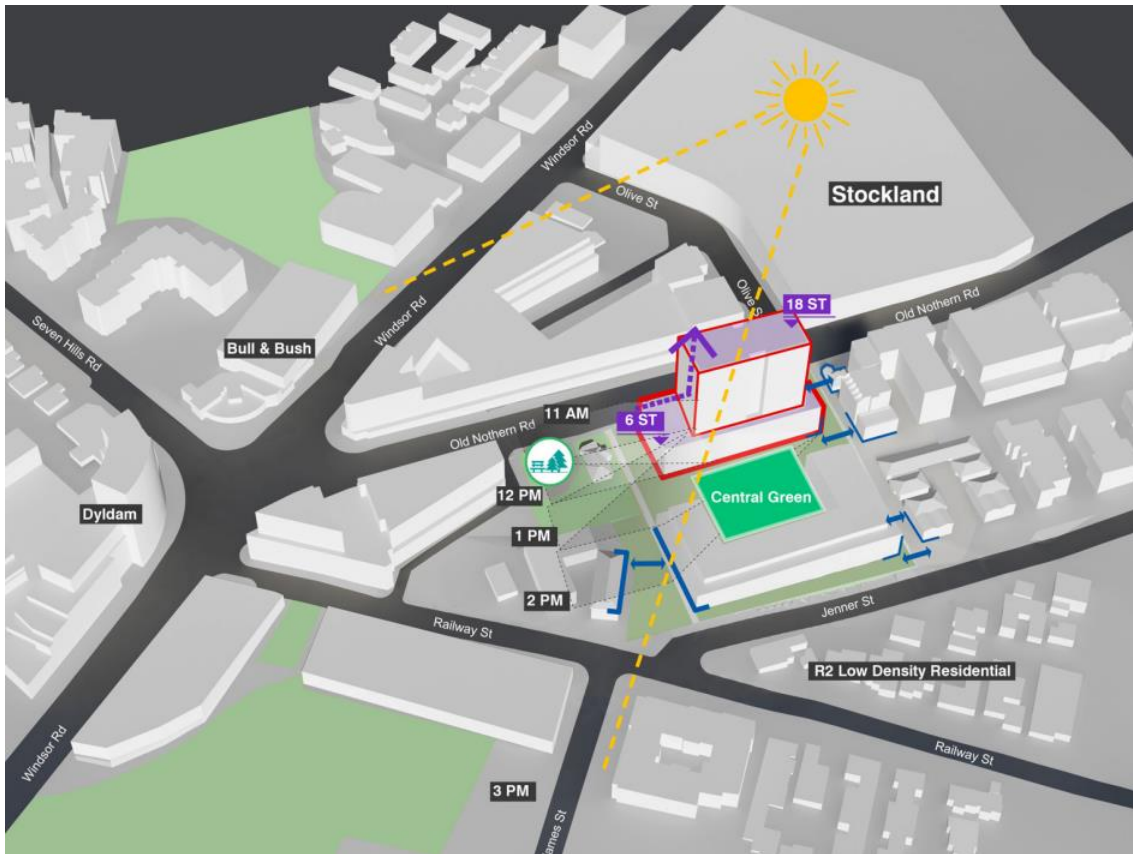 Windsor Rd
Olive St
Stockland
Windsor Rd
Olive S
18 ST
Old Nothern Rd
Seven Hills Rd
Bull & Bush
11 AM
6 ST
Old Nothern Rd
12 PM
Central Green
Dyldam
1 PM
2 PM
Jenner St
Railway St
R2 Low Density Residential
Windsor Rd
Railway St
3 PM
ames St